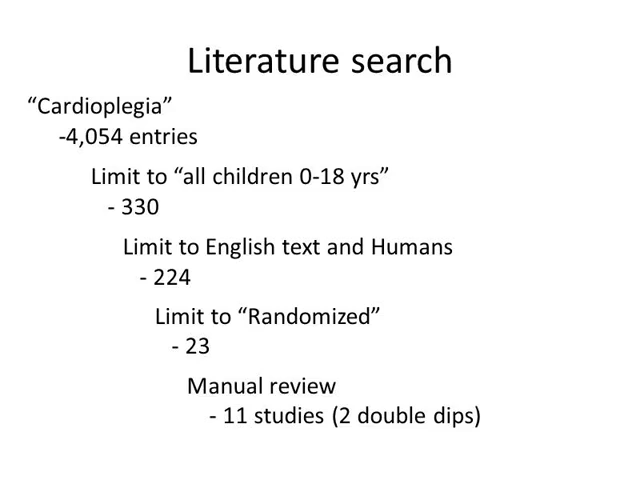 Literature search
“Cardioplegia”
-4,054 entries
Limit to “all children 0-18 yrs”
- 330
Limit to English text and Humans
- 224
Limit to “Randomized”
- 23
Manual review
- 11 studies (2 double dips)